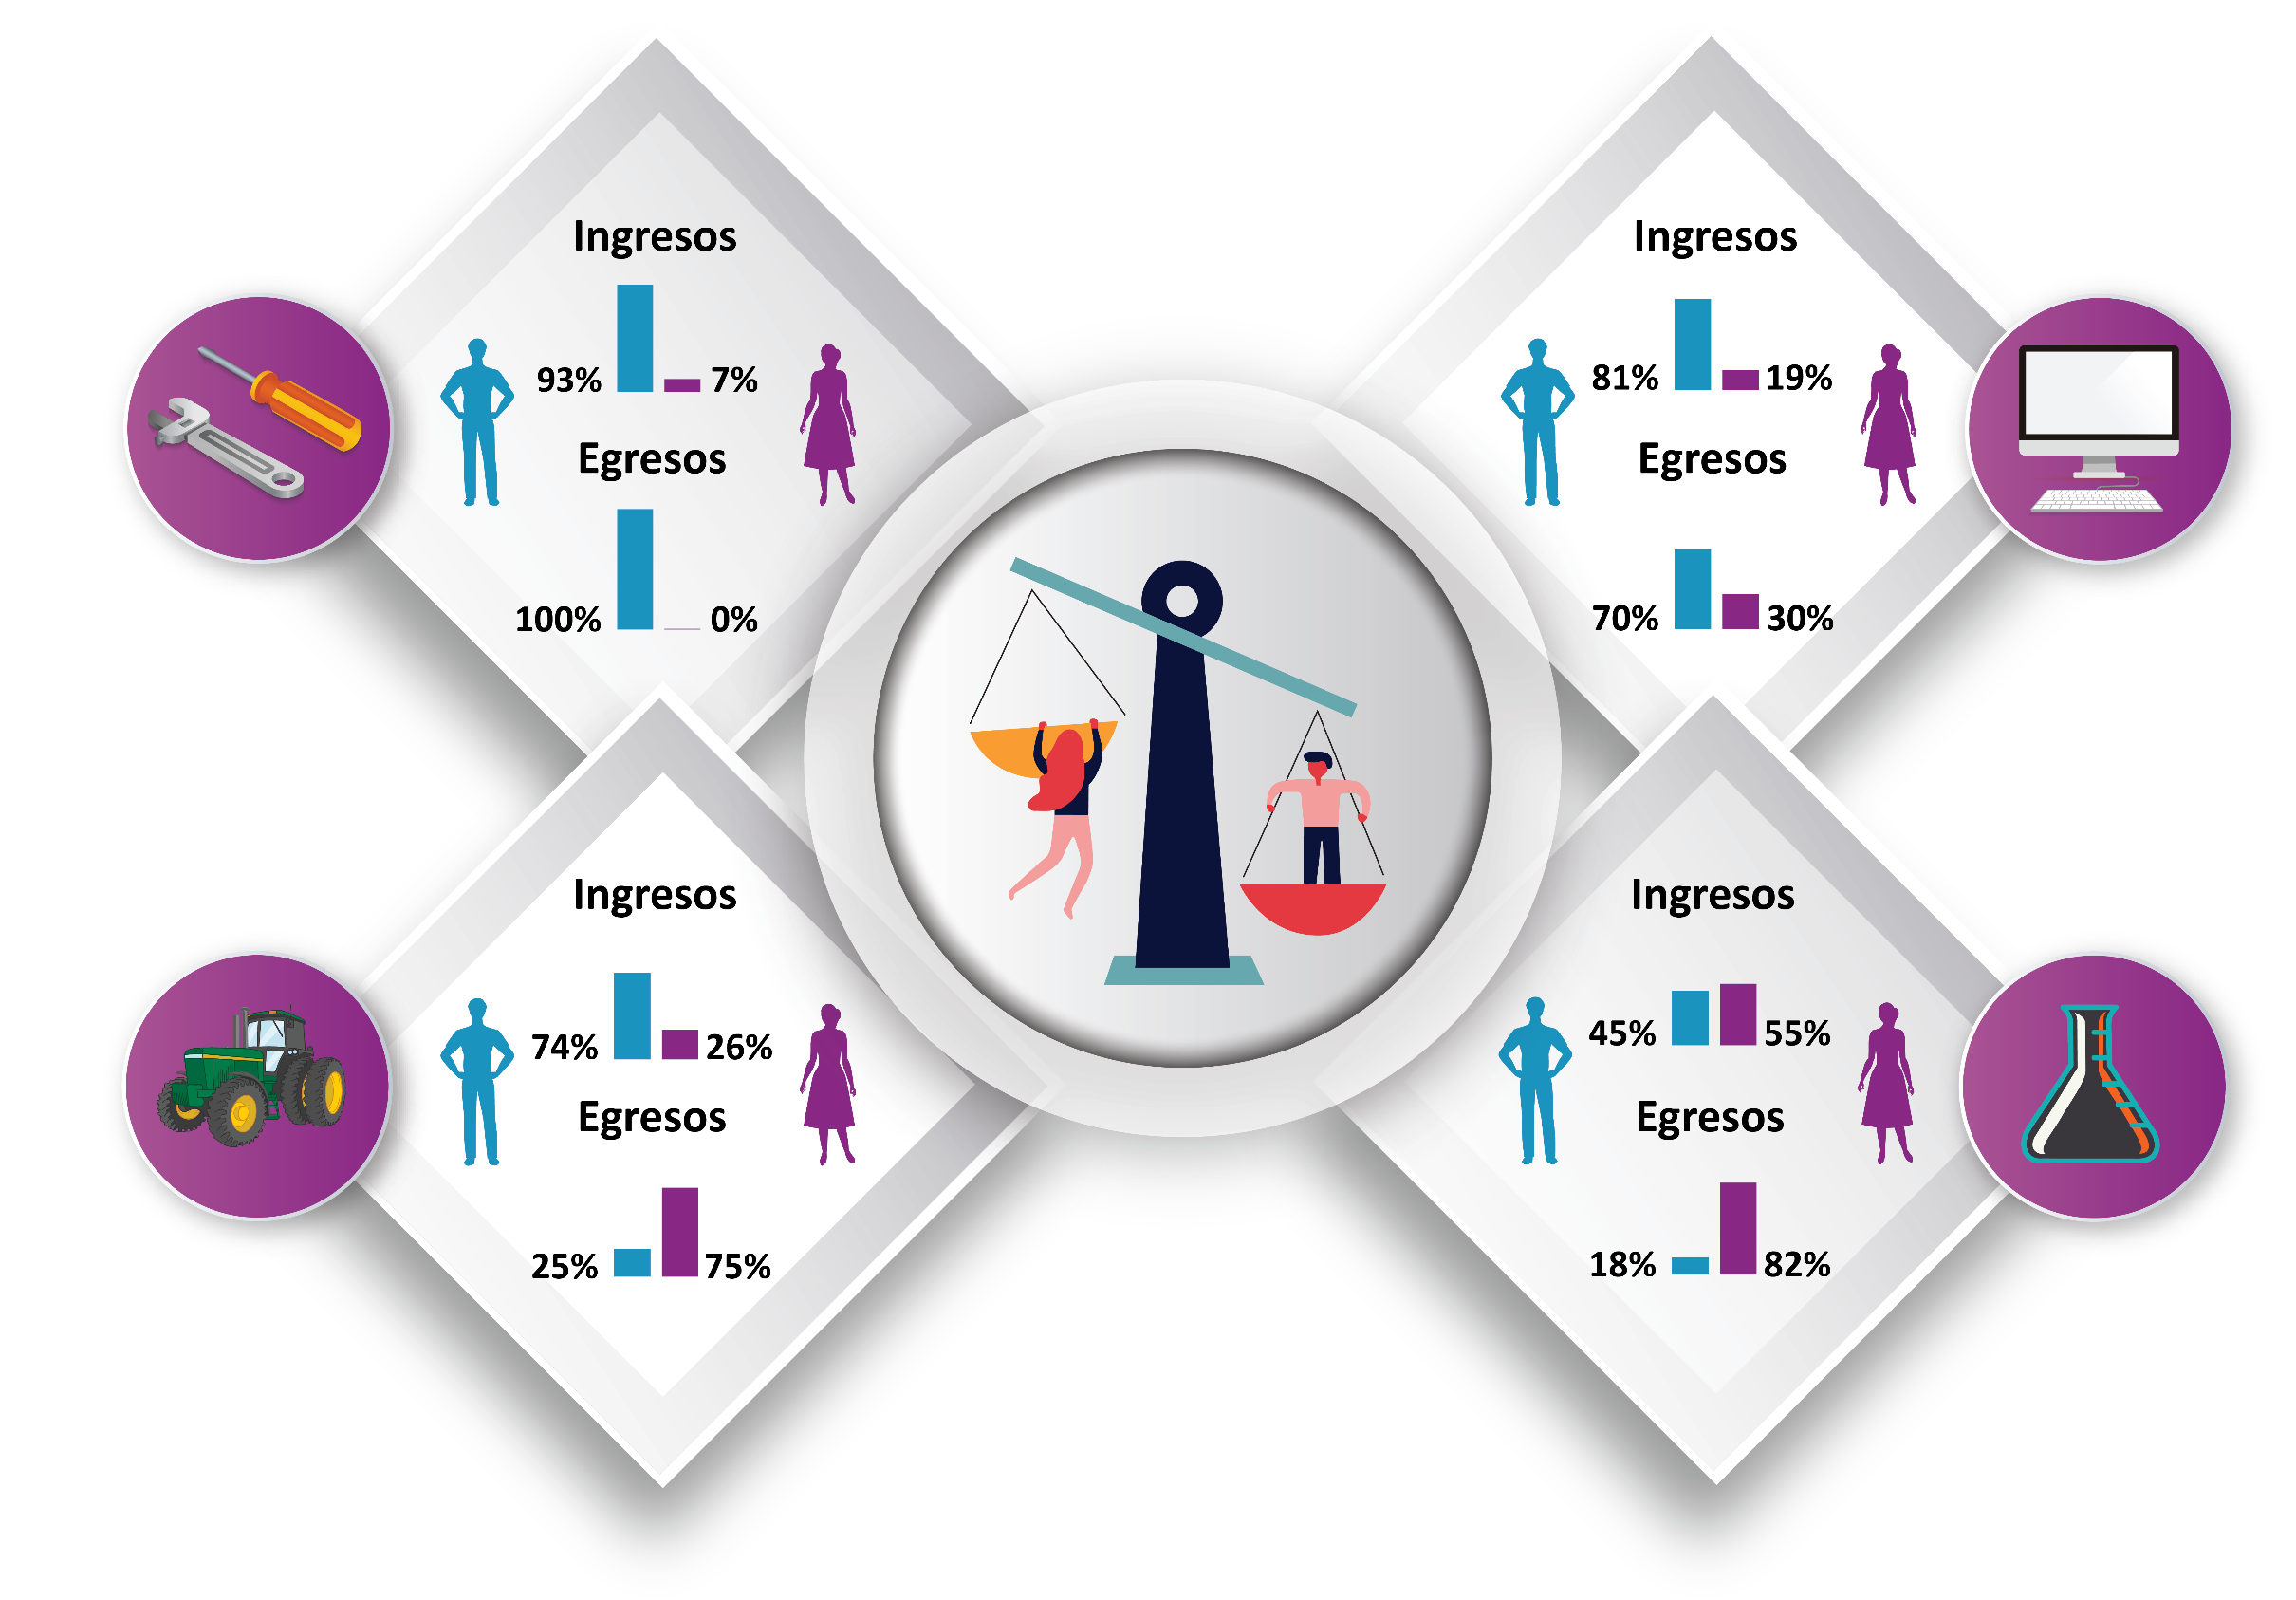 Ingresos
93% 7%
Egresos
100% 0%
Ingresos
81% 19%
Egresos
70% 30%
Ingresos
74% 26%
Egresos
25% 75%
Ingresos
45% 55%
Egresos
18% 82%